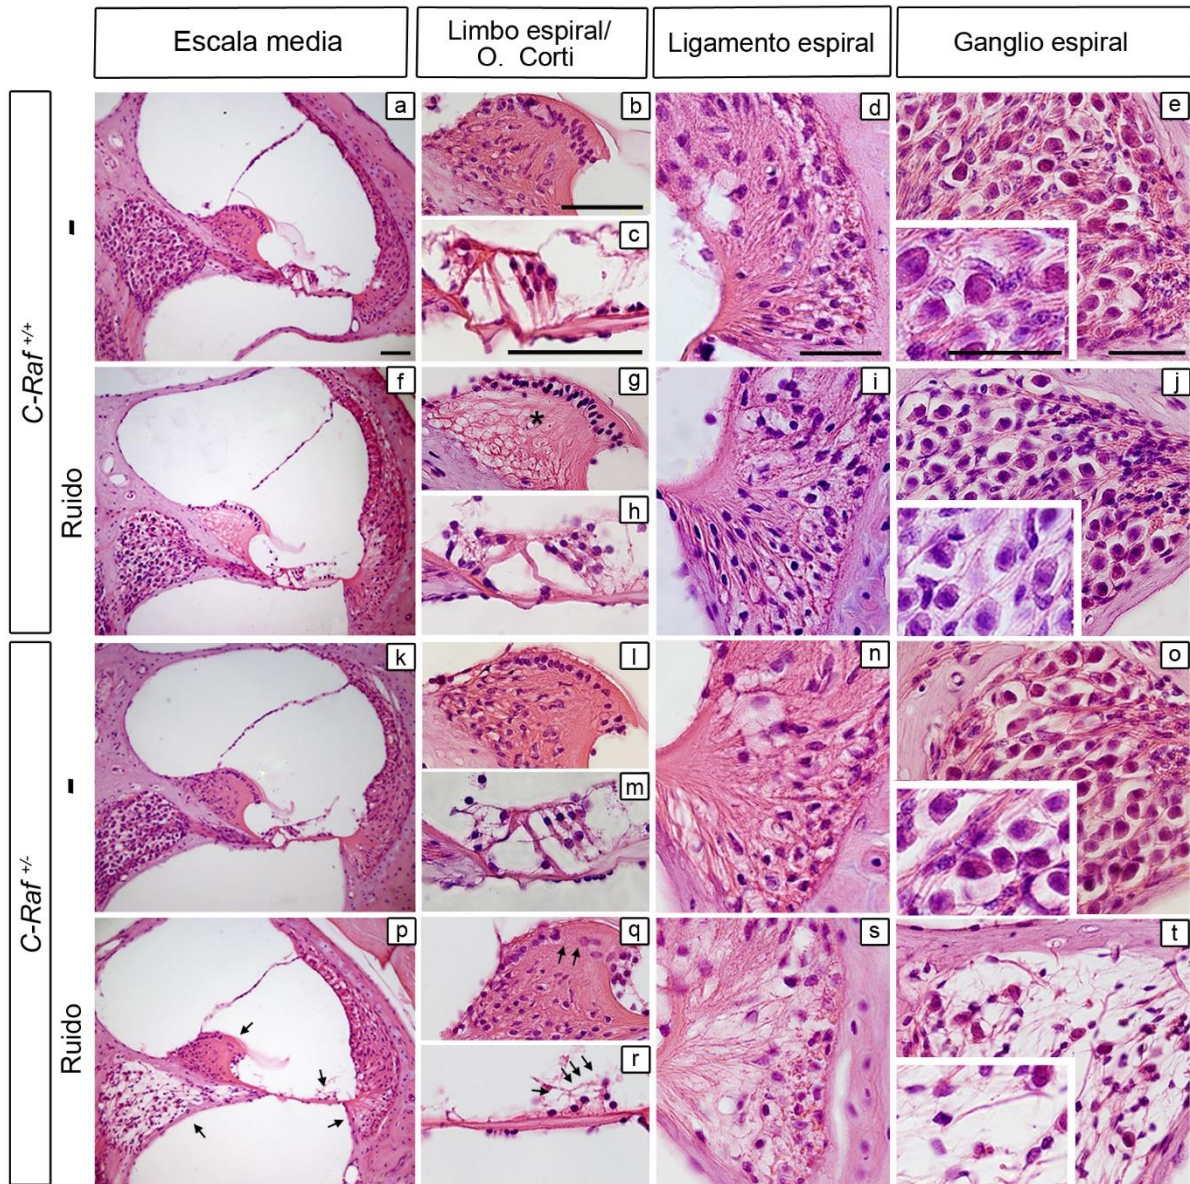 Escala media
Limbo espiral/
O. Corti
Ligamento espiral
Ganglio espiral
C-Raf +/+
-
a
b
c
d
e
Ruido
f
g
*
h
i
j
C-Raf +/-
-
k
l
m
n
o
Ruido
p
q
r
s
t